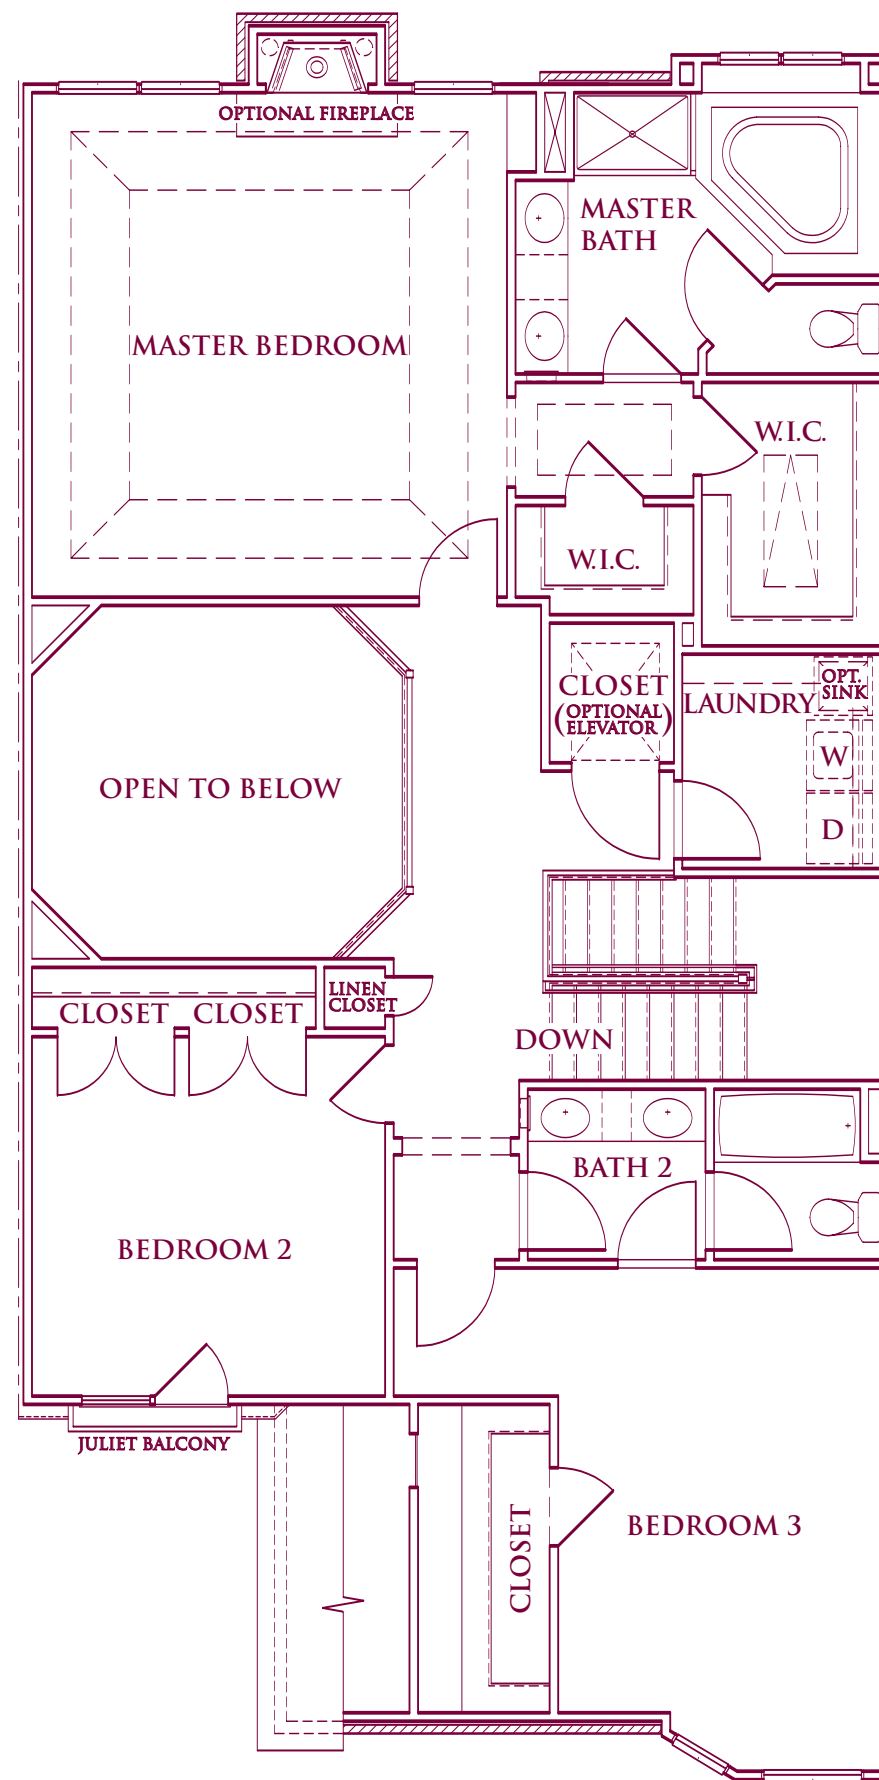 OPTIONAL FIREPLACE
MASTER
BATH
MASTER BEDROOM
W.I.C.
W.I.C.
CLOSET
(OPTIONAL
ELEVATOR)
LAUNDRY
OPT.
SINK
W
D
OPEN TO BELOW
LINEN
CLOSET
CLOSET
CLOSET
DOWN
BATH 2
BEDROOM 2
JULIET BALCONY
CLOSET
BEDROOM 3